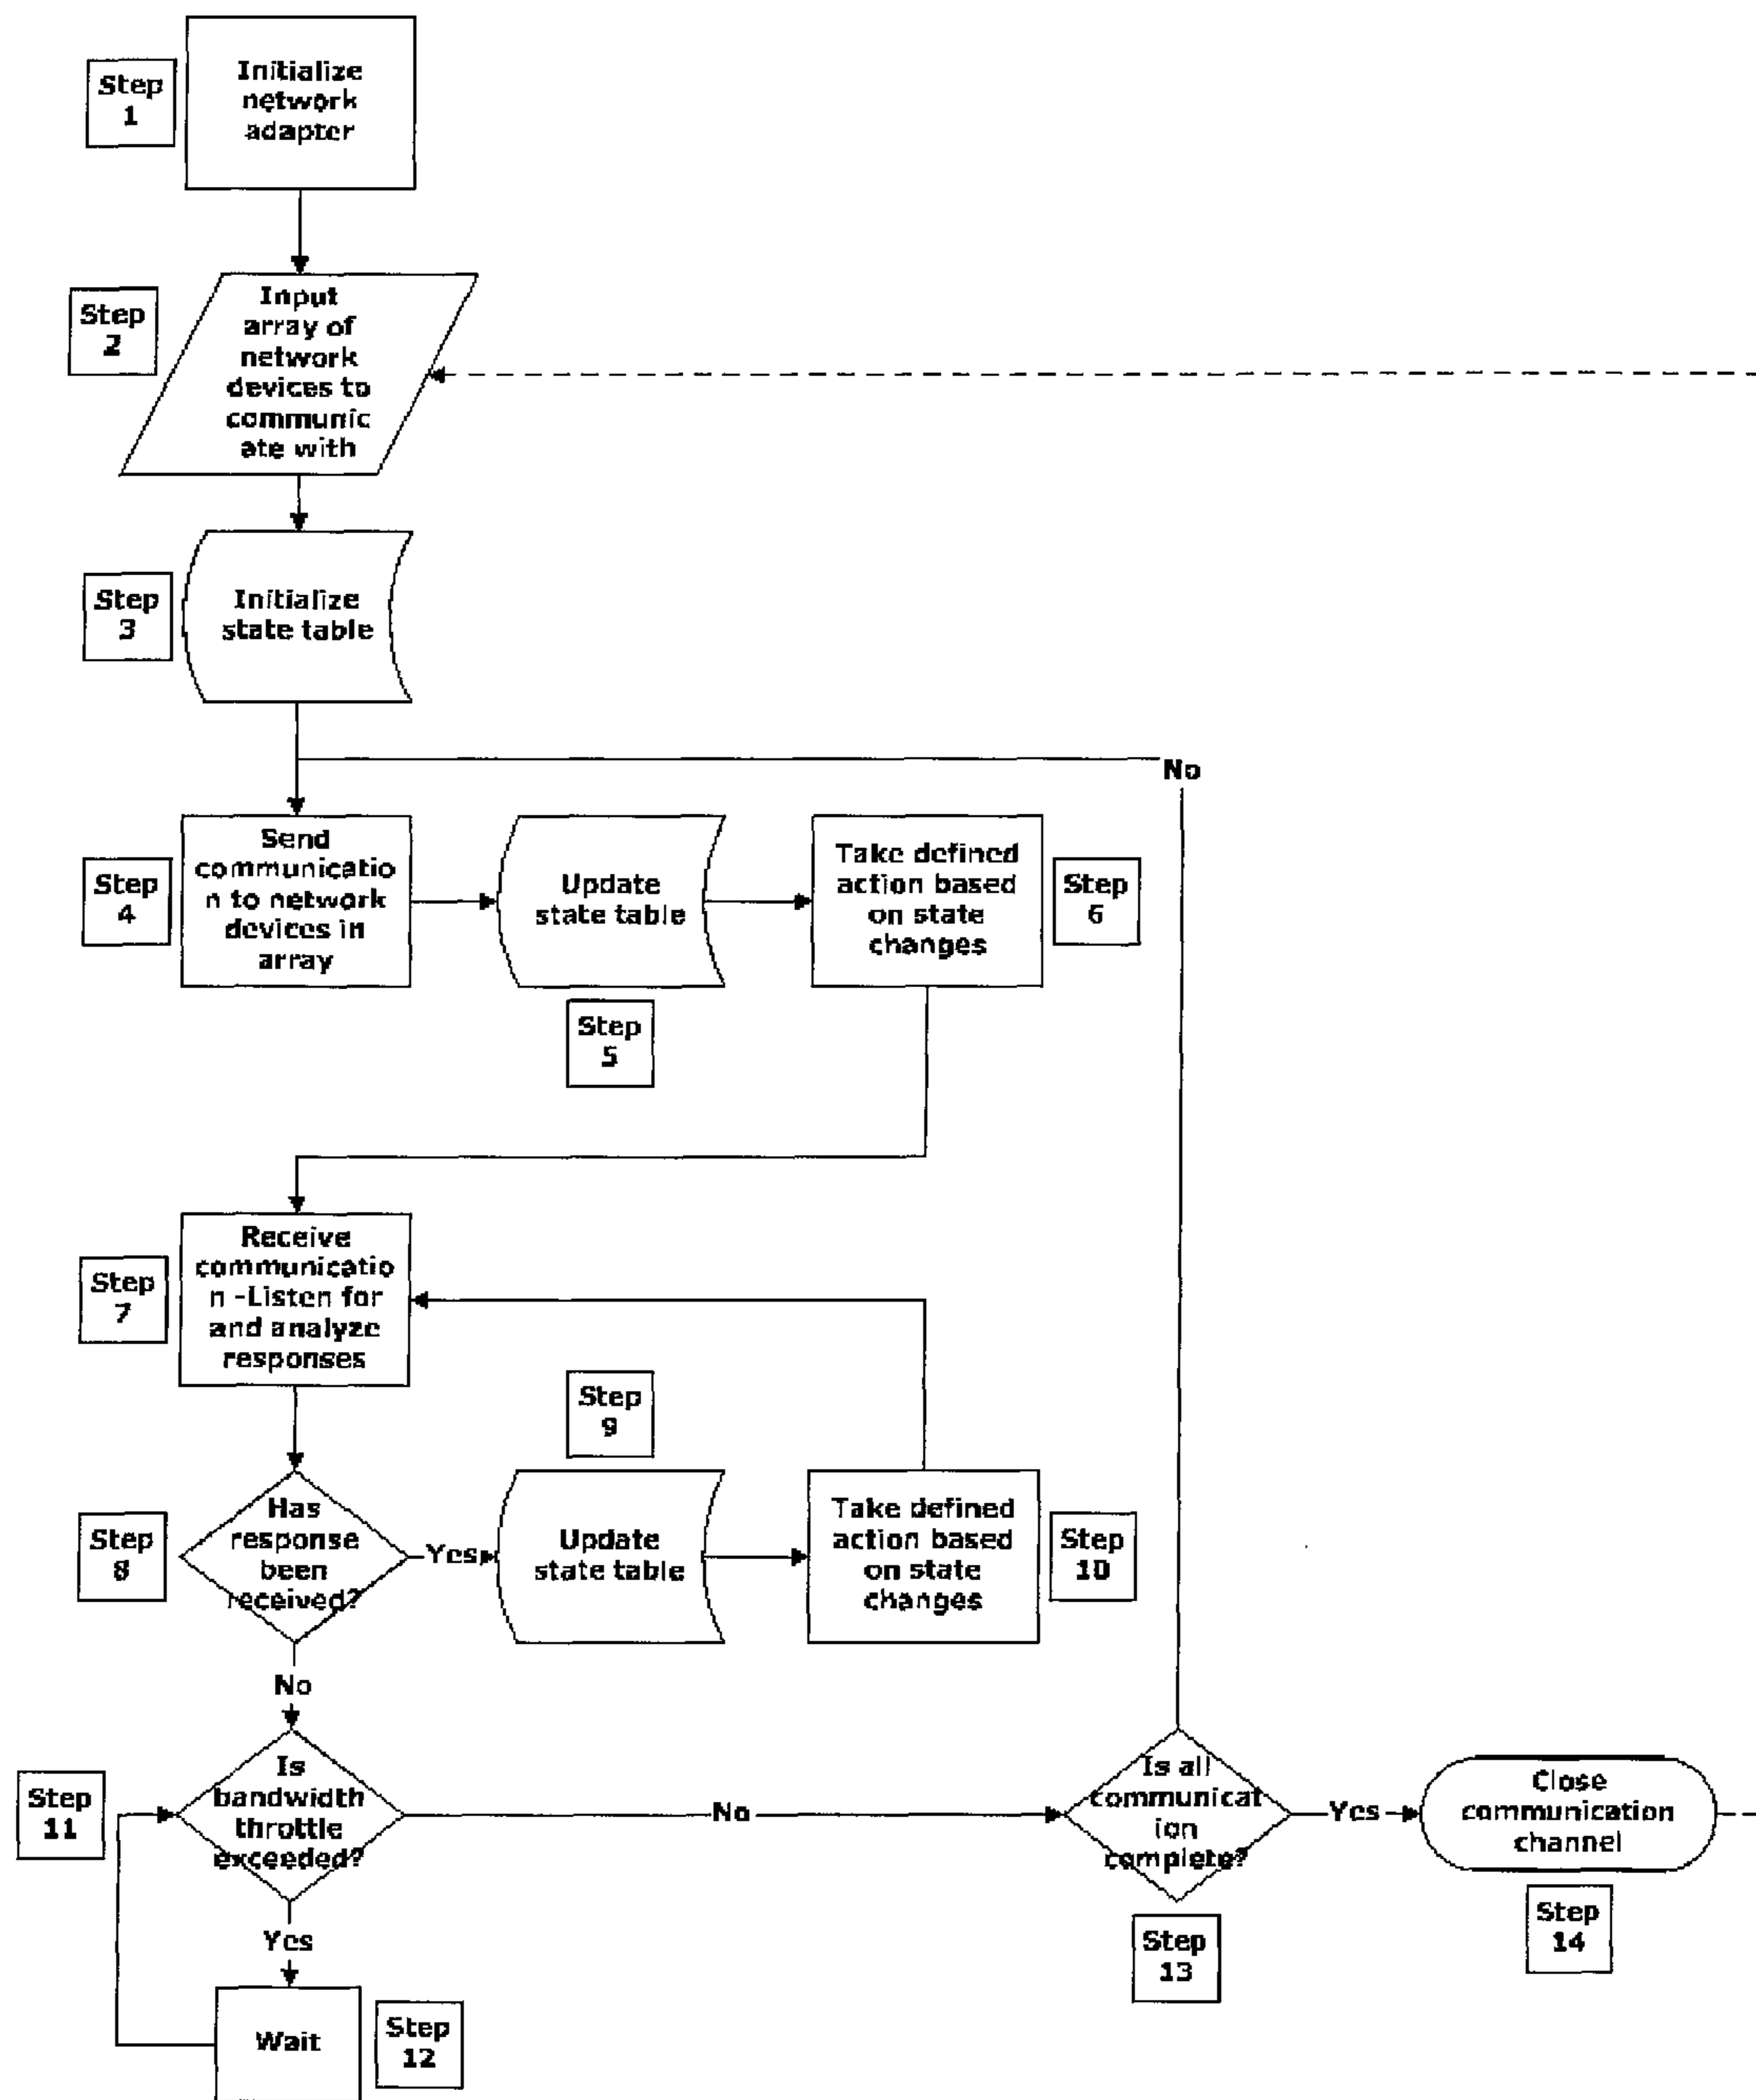 Step
1
Initialize
network
adapter
Step
2
Input
array of
network
devices to
communic
ate with
Step
3
Initialize
state table
No
Step
4
Send
communicatio
n to network
devices in
array
Update
state table
Step
5
Take defined
action based
on state
changes
Step
6
Step
7
Receive
communicatio
n -Listen for
and analyze
responses
Step
9
Step
8
Has
response
been
received?
Yes
Update
state table
Take defined
action based
on state
changes
Step
10
No
Step
11
Is
bandwidth
throttle
exceeded?
No
Is all
communicat
ion
complete?
Yes
Close
communication
channel
Step
13
Step
14
Yes
Wait
Step
12